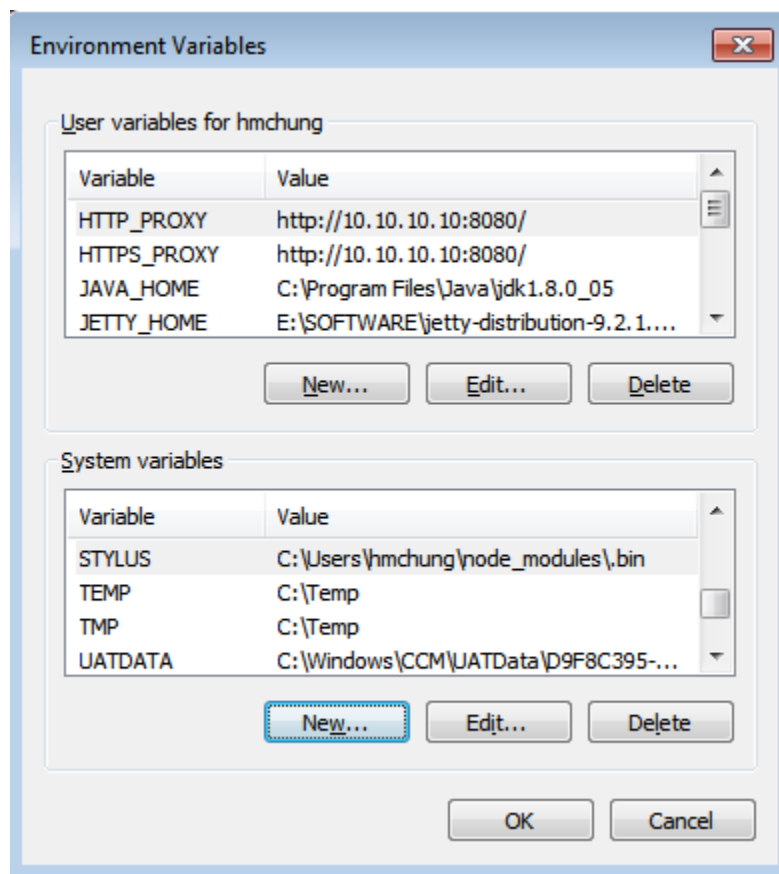 Environment Variables
User variables for hmchung
Variable Value
HTTP_PROXY http://10.10.10.10:8080/
HTTPS_PROXY http://10.10.10.10:8080/
JAVA_HOME C:\Program Files\Java\jdk1.8.0_05
JETTY_HOME E:\SOFTWARE\jetty-distribution-9.2.1....
New... Edit... Delete
System variables
Variable Value
STYLUS C:\Users\hmchung\node_modules\.bin
TEMP C:\Temp
TMP C:\Temp
UATDATA C:\Windows\CCM\UATData\D9F8C395-...
New... Edit... Delete
OK Cancel